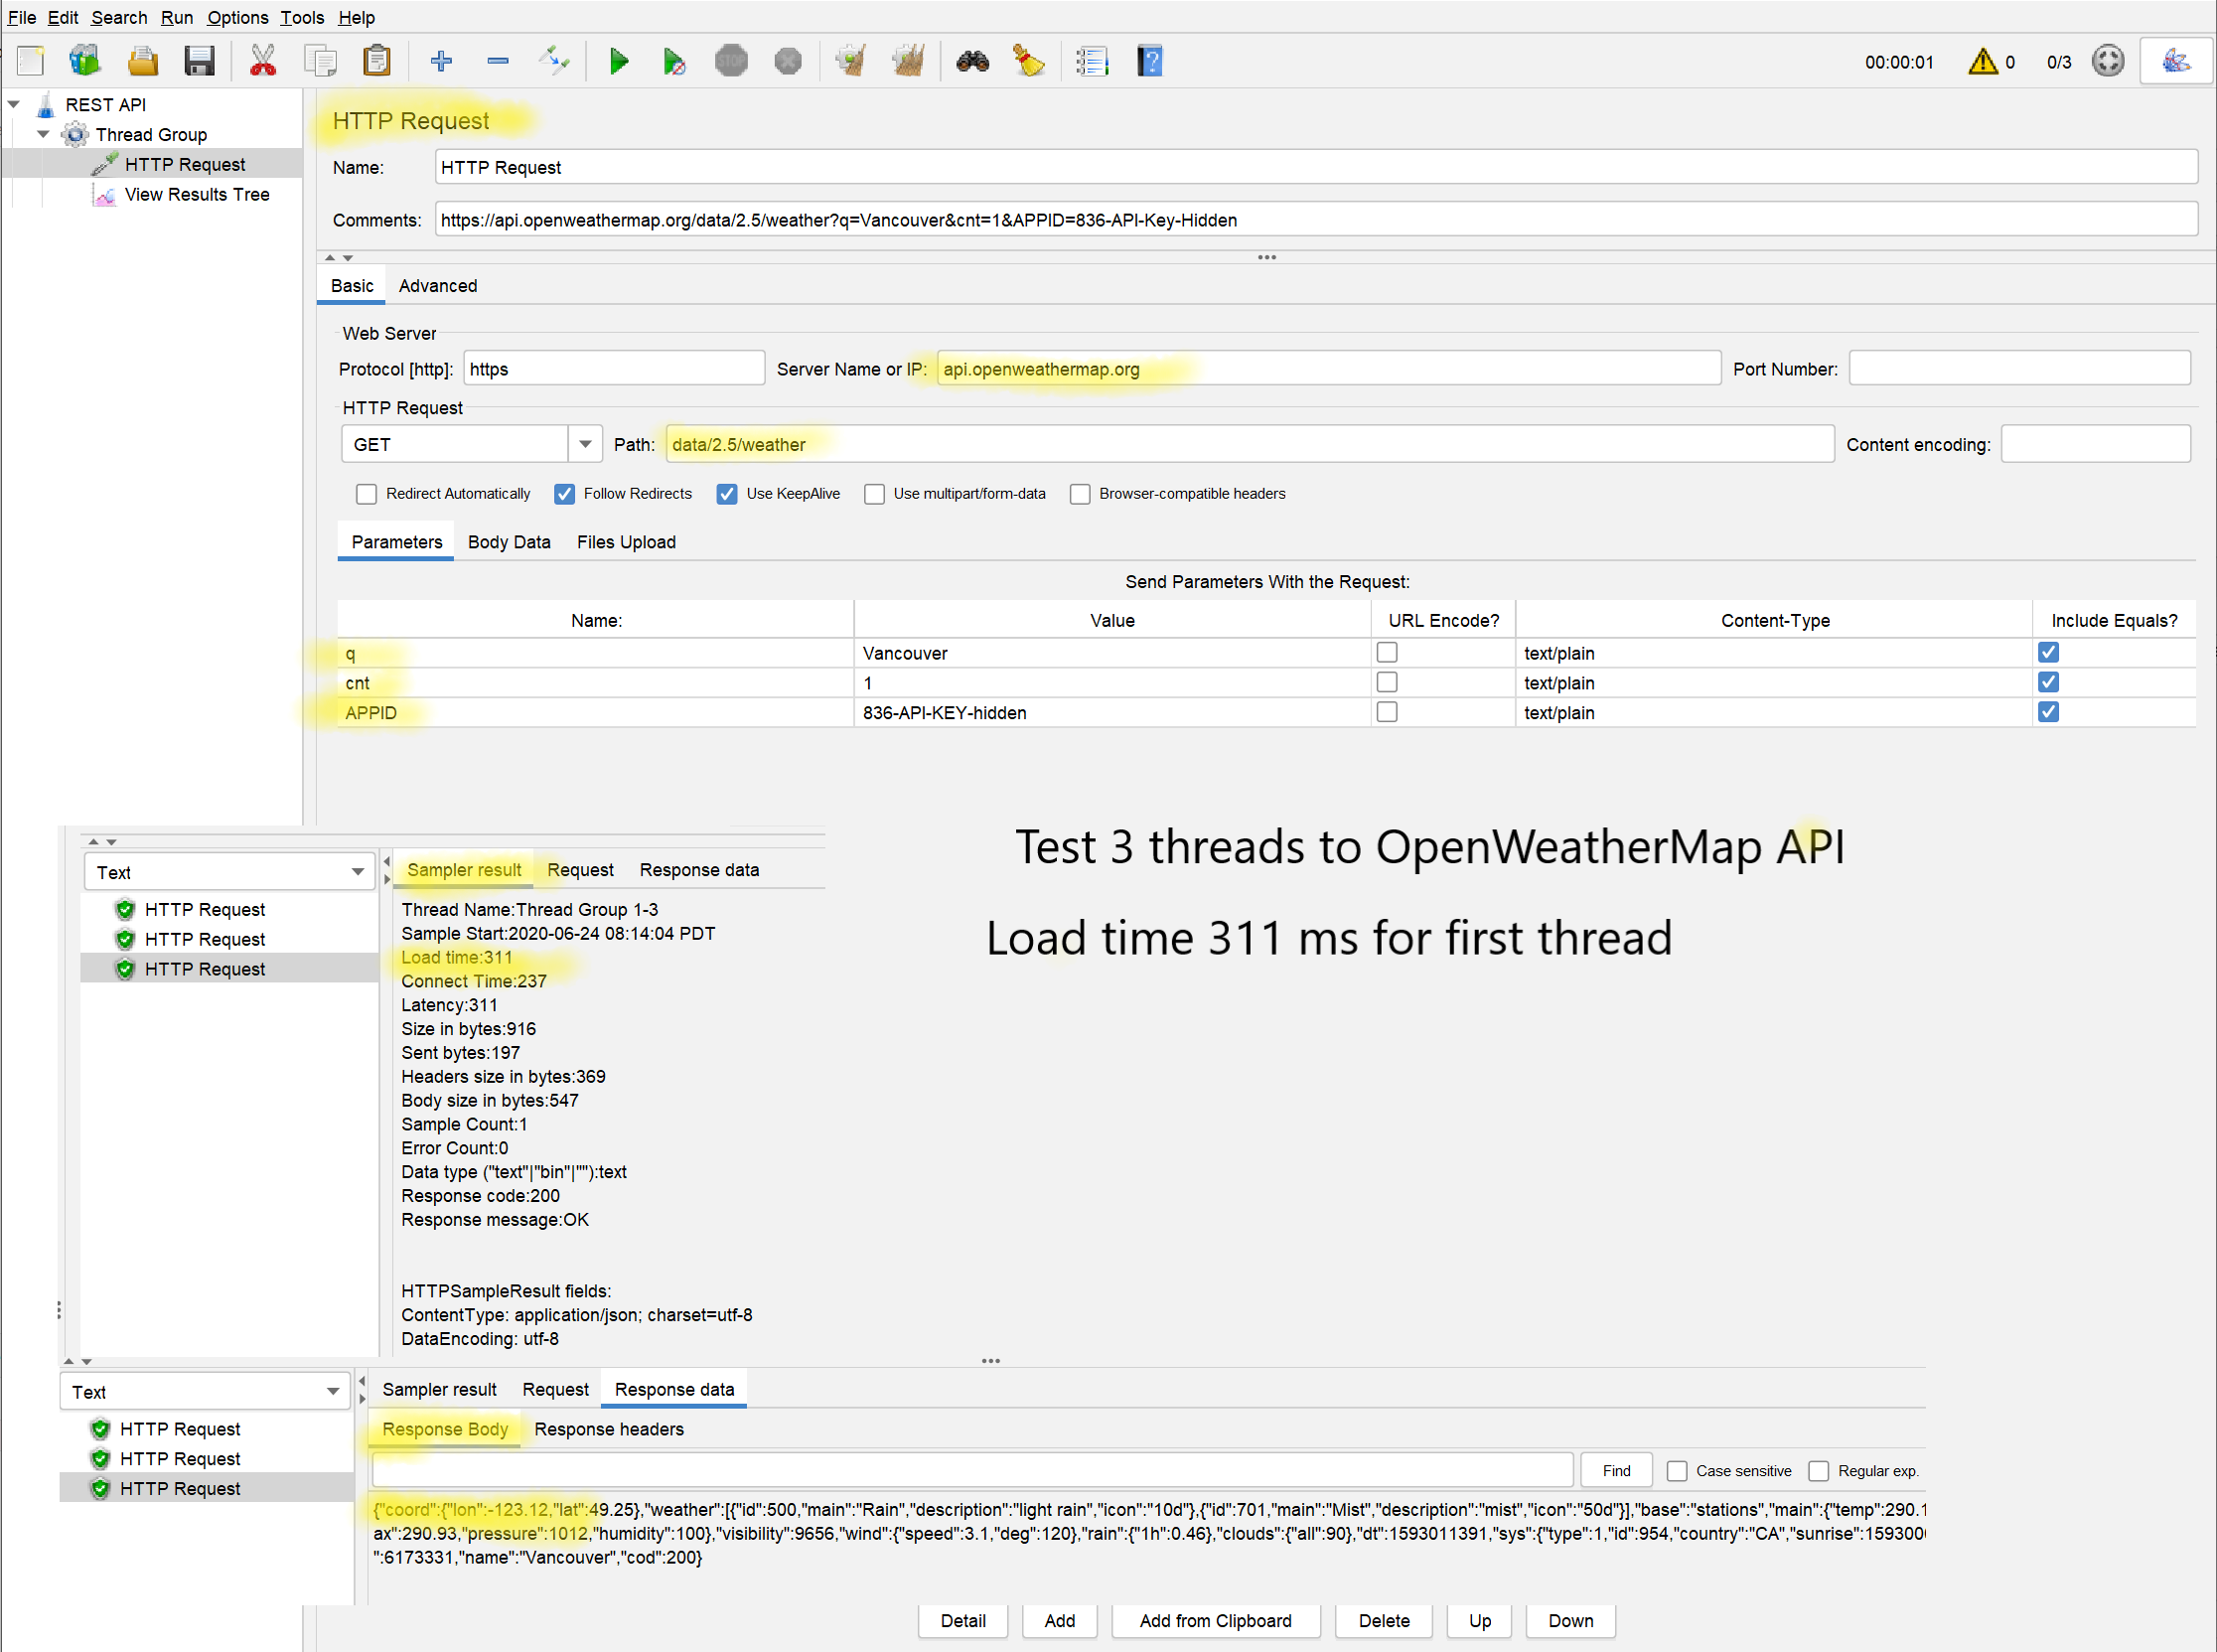 File Edit Search Run Options Tools Help
STOP
00:00:01 0 0/3
REST API
Thread Group
HTTP Request
View Results Tree
HTTP Request
Name: HTTP Request
Comments: https://api.openweathermap.org/data/2.5/weather?q=Vancouver&cnt=1&APPID=836-API-Key-Hidden
Basic Advanced
Web Server
Protocol [http]: https Server Name or IP: api.openweathermap.org Port Number:
HTTP Request
GET Path: data/2.5/weather Content encoding:
Redirect Automatically Follow Redirects Use KeepAlive Use multipart/form-data Browser-compatible headers
Parameters Body Data Files Upload
Send Parameters With the Request:
Name: Value URL Encode? Content-Type Include Equals?
q Vancouver text/plain
cnt 1 text/plain
APPID 836-API-KEY-hidden text/plain
Test 3 threads to OpenWeatherMap API
Load time 311 ms for first thread
Text
HTTP Request
HTTP Request
HTTP Request
Sampler result Request Response data
Thread Name:Thread Group 1-3
Sample Start:2020-06-24 08:14:04 PDT
Load time:311
Connect Time:237
Latency:311
Size in bytes:916
Sent bytes:197
Headers size in bytes:369
Body size in bytes:547
Sample Count:1
Error Count:0
Data type ("text"|"bin"|""):text
Response code:200
Response message:OK
HTTPSampleResult fields:
ContentType: application/json; charset=utf-8
DataEncoding: utf-8
Text
HTTP Request
HTTP Request
HTTP Request
Sampler result Request Response data
Response Body Response headers
Find Case sensitive Regular exp.
{"coord":{"lon":-123.12,"lat":49.25},"weather":[{"id":500,"main":"Rain","description":"light rain","icon":"10d"},{"id":701,"main":"Mist","description":"mist","icon":"50d"}],"base":"stations","main":{"temp":290.1
ax":290.93,"pressure":1012,"humidity":100},"visibility":9656,"wind":{"speed":3.1,"deg":120},"rain":{"1h":0.46},"clouds":{"all":90},"dt":1593011391,"sys":{"type":1,"id":954,"country":"CA","sunrise":159300
":6173331,"name":"Vancouver","cod":200}
Detail Add Add from Clipboard Delete Up Down